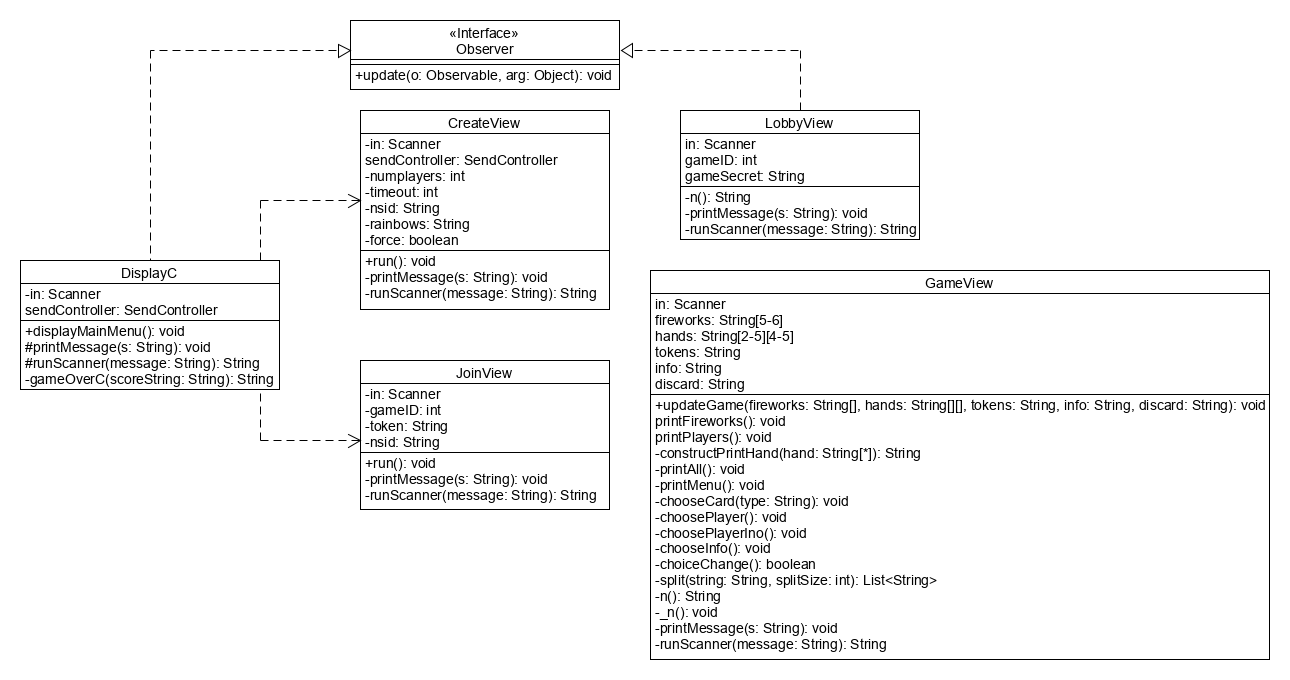 «Interface»
Observer
+update(o: Observable, arg: Object): void
CreateView
-in: Scanner
sendController: SendController
-numplayers: int
-timeout: int
-nsid: String
-rainbows: String
-force: boolean
+run(): void
-printMessage(s: String): void
-runScanner(message: String): String
LobbyView
in: Scanner
gameID: int
gameSecret: String
-n(): String
-printMessage(s: String): void
-runScanner(message: String): String
DisplayC
-in: Scanner
sendController: SendController
+displayMainMenu(): void
#printMessage(s: String): void
#runScanner(message: String): String
-gameOverC(scoreString: String): String
JoinView
-in: Scanner
-gameID: int
-token: String
-nsid: String
+run(): void
-printMessage(s: String): void
-runScanner(message: String): String
GameView
in: Scanner
fireworks: String[5-6]
hands: String[2-5][4-5]
tokens: String
info: String
discard: String
+updateGame(fireworks: String[], hands: String[][], tokens: String, info: String, discard: String): void
printFireworks(): void
printPlayers(): void
-constructPrintHand(hand: String[*]): String
-printAll(): void
-printMenu(): void
-chooseCard(type: String): void
-choosePlayer(): void
-choosePlayerIno(): void
-chooseInfo(): void
-choiceChange(): boolean
-split(string: String, splitSize: int): List<String>
-n(): String
-_n(): void
-printMessage(s: String): void
-runScanner(message: String): String